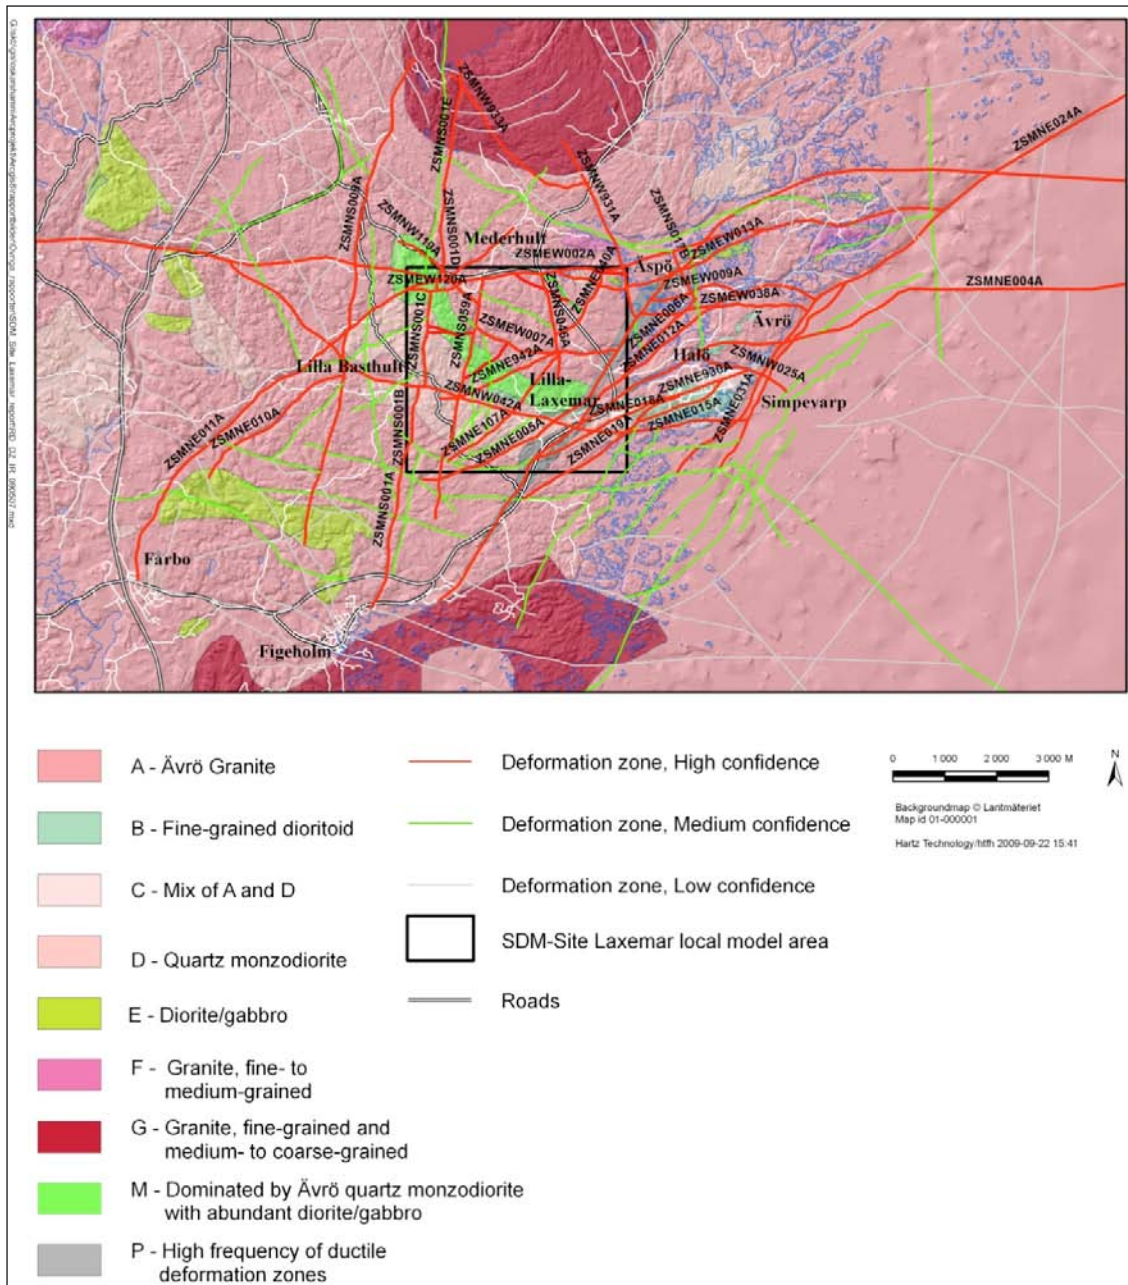 ZSMNE024A
ZSMNW933A
ZSMNS001E
ZSMNS009A
ZSMNW931A
ZSMNS001D
ZSMNW119A
Mederhult
ZSMNS017B
ZSMEW013A
ZSMEW002A
Äspö
ZSMNE040A
ZSMEW120A
ZSMEW009A
ZSMNE004A
ZSMEW038A
ZSMNS001C
ZSMNS059A
ZSMNS046A
ZSMNE006A
Ävrö
ZSMEW007A
ZSMNE012A
Hålö
ZSMNW025A
Lilla Basthult
ZSMNE942A
Lilla-
Laxemar
ZSMNE930A
ZSMNW042A
ZSMNE018A
ZSMNE031A
Simpevarp
ZSMNE015A
ZSMNE011A
ZSMNE010A
ZSMNS001B
ZSMNE107A
ZSMNE005A
ZSMNE019A
ZSMNS001A
Fårbo
Figeholm
A - Ävrö Granite
B - Fine-grained dioritoid
C - Mix of A and D
D - Quartz monzodiorite
E - Diorite/gabbro
F - Granite, fine- to
medium-grained
G - Granite, fine-grained and
medium- to coarse-grained
M - Dominated by Ävrö quartz monzodiorite
with abundant diorite/gabbro
P - High frequency of ductile
deformation zones
Deformation zone, High confidence
Deformation zone, Medium confidence
Deformation zone, Low confidence
SDM-Site Laxemar local model area
Roads
0 1 000 2 000 3 000 M
N
Backgroundmap © Lantmäteriet
Map id 01-000001
Hartz Technology/htfh 2009-09-22 15:41